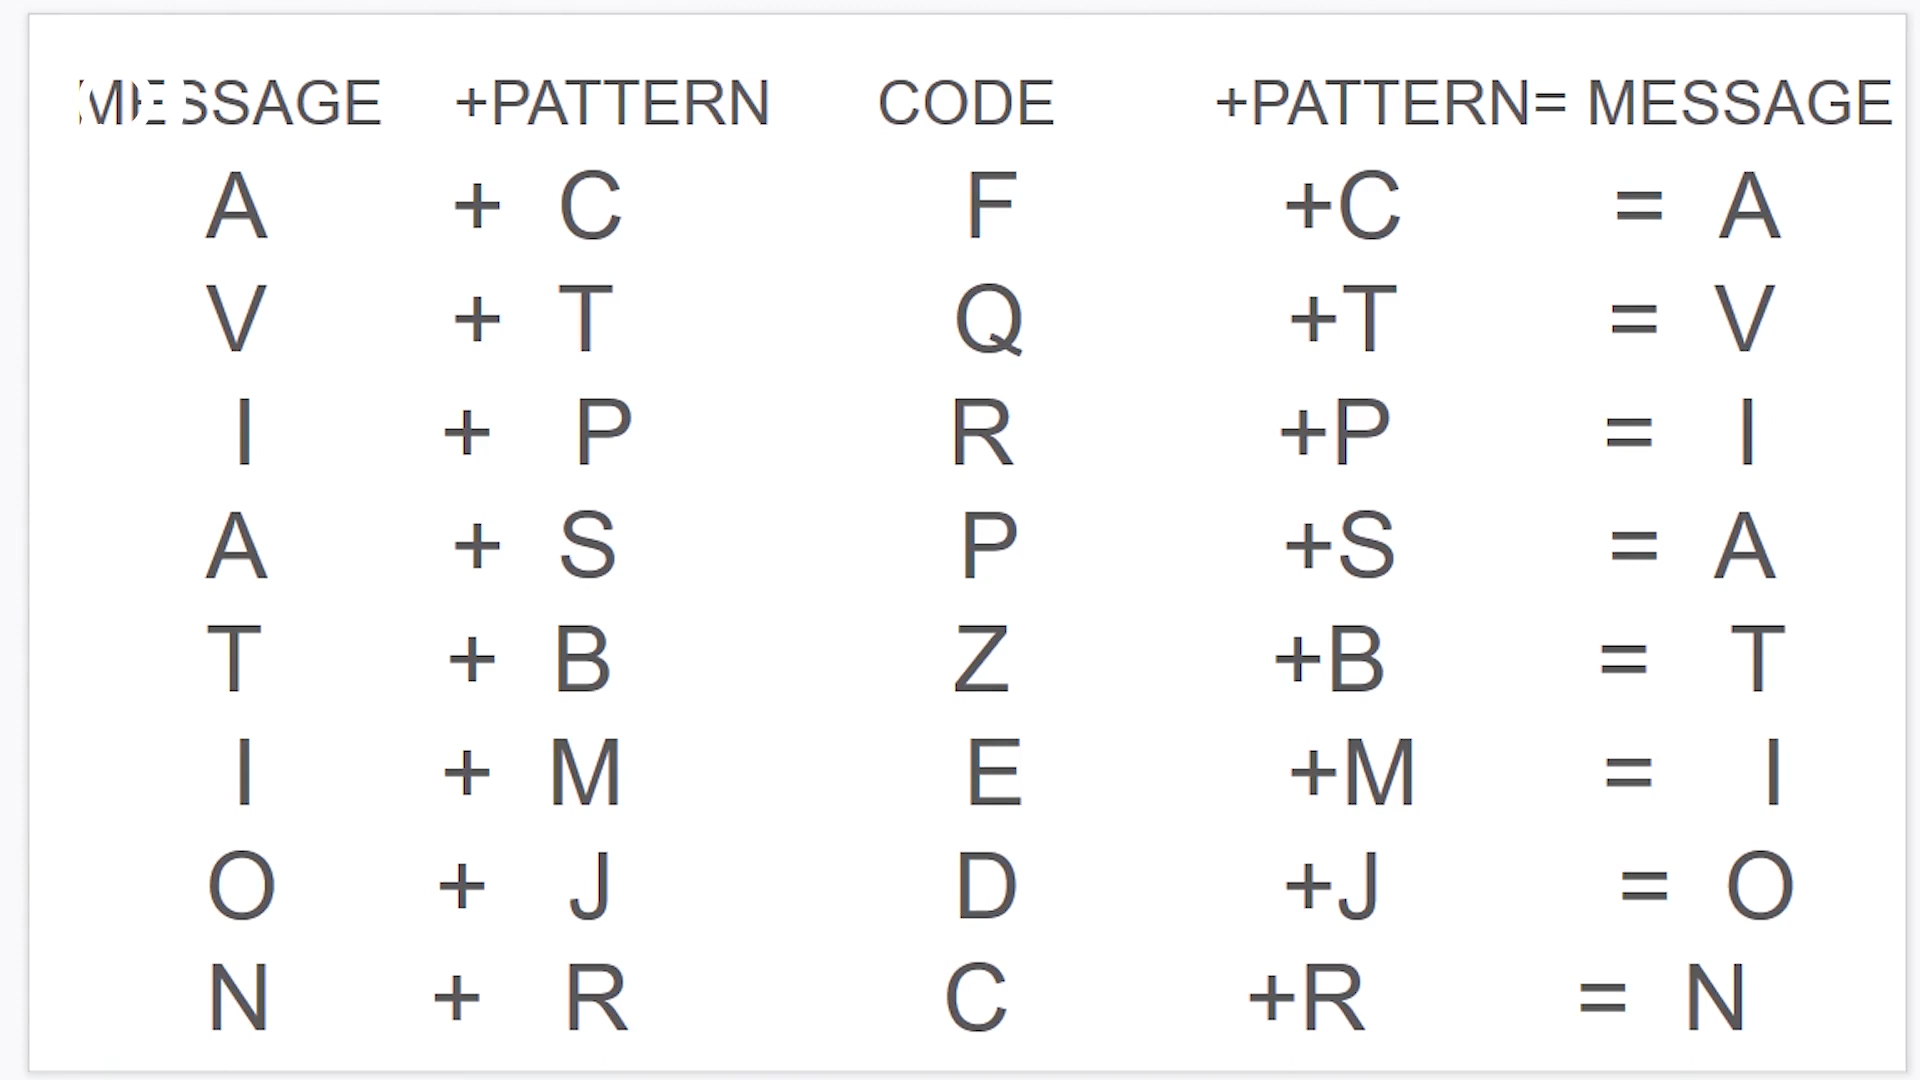 MESSAGE +PATTERN CODE +PATTERN= MESSAGE
A + C F +C = A
V + T Q +T = V
I + P R +P = I
A + S P +S = A
T + B Z +B = T
I + M E +M = I
O + J D +J = O
N + R C +R = N